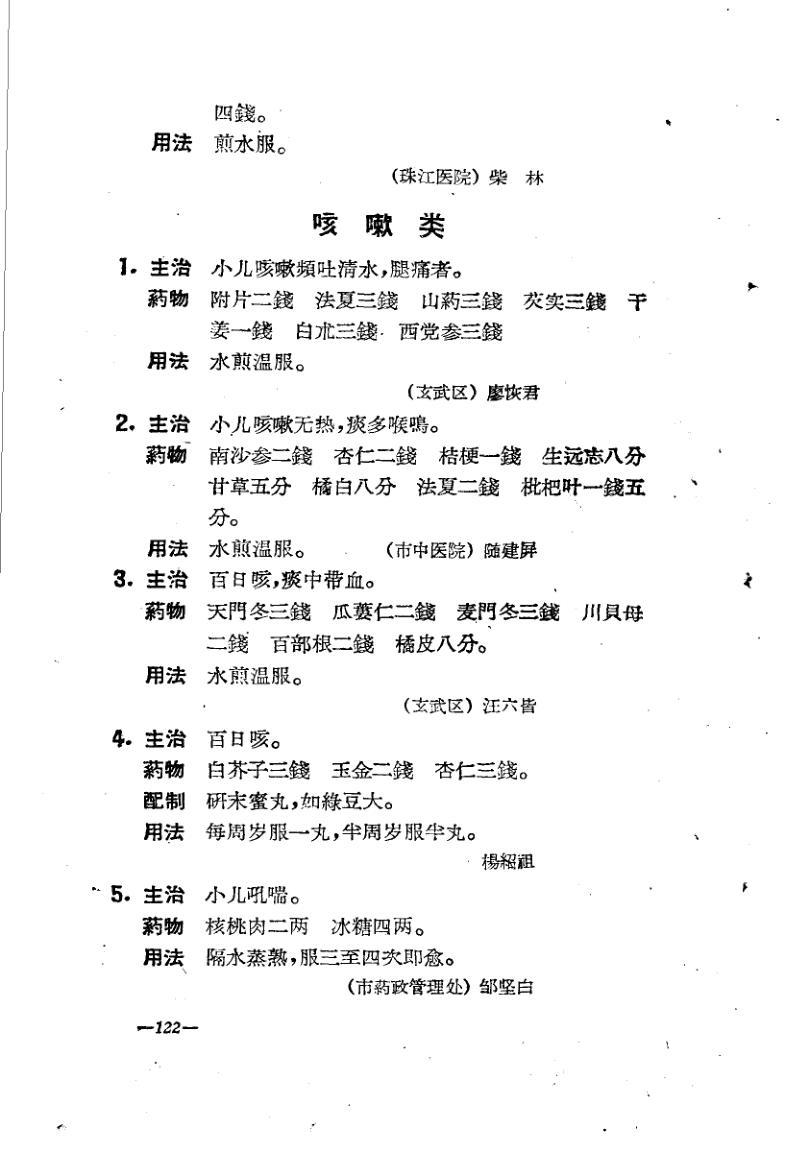 四錢。
用法 煎水服。
(珠江医院) 柴 林
咳 嗽 类
1. 主治 小儿咳嗽頻吐清水,腿痛者。
葯物 附片二錢 法夏三錢 山葯三錢 芡实三錢 干
姜一錢 白朮三錢 西党参三錢
用法 水煎温服。
(玄武区) 廖恢君
2. 主治 小儿咳嗽无热,痰多喉鳴。
葯物 南沙参二錢 杏仁二錢 桔梗一錢 生远志八分
甘草五分 橘白八分 法夏二錢 枇杷叶一錢五
分。
用法 水煎温服。 (市中医院) 随建屏
3. 主治 百日咳,痰中带血。
葯物 天門冬三錢 瓜蔞仁二錢 麦門冬三錢 川貝母
二錢 百部根二錢 橘皮八分。
用法 水煎温服。
(玄武区) 汪六皆
4. 主治 百日咳。
葯物 白芥子三錢 玉金二錢 杏仁三錢。
配制 研末蜜丸,如綠豆大。
用法 每周岁服一丸,半周岁服半丸。
楊紹祖
5. 主治 小儿吼喘。
葯物 核桃肉二两 冰糖四两。
用法 隔水蒸熟,服三至四次即愈。
(市葯政管理处) 邹坚白
—122—